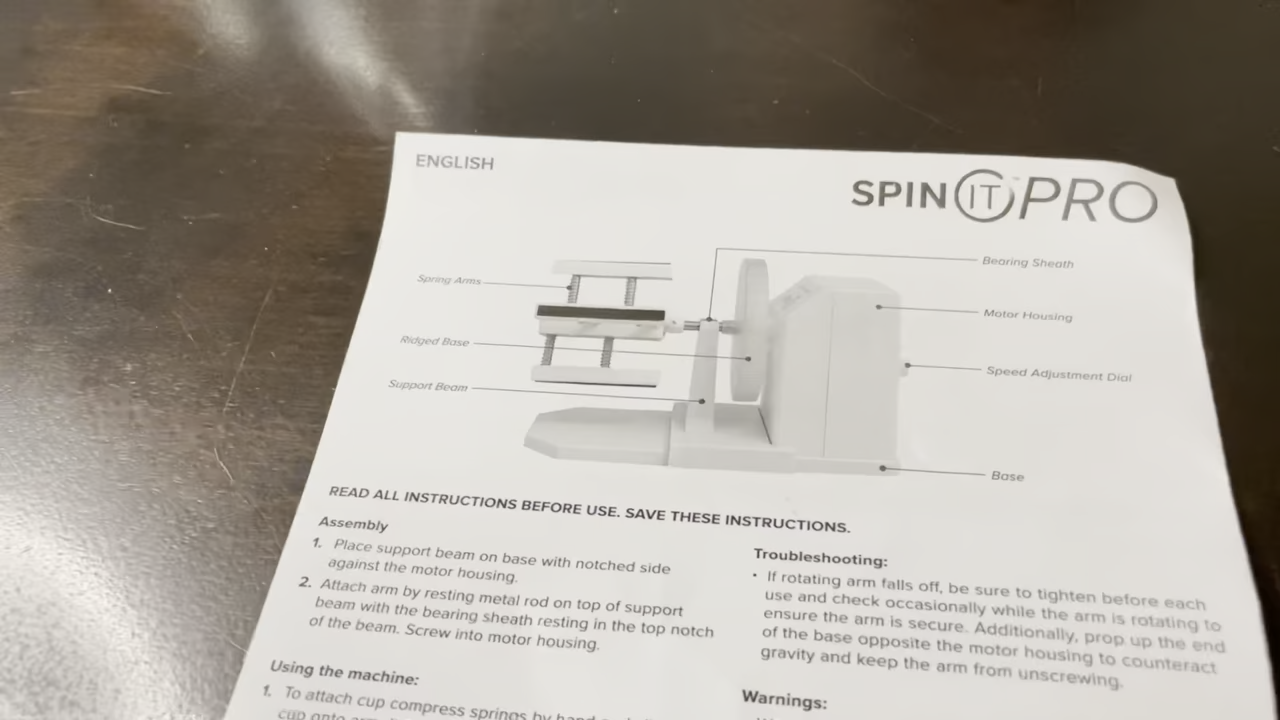 ENGLISH
SPIN IT PRO
Bearing Sheath
Spring Arms
Motor Housing
Ridged Base
Speed Adjustment Dial
Support Beam
Base
READ ALL INSTRUCTIONS BEFORE USE. SAVE THESE INSTRUCTIONS.
Assembly
1. Place support beam on base with notched side
against the motor housing.
2. Attach arm by resting metal rod on top of support
beam with the bearing sheath resting in the top notch
of the beam. Screw into motor housing.
Using the machine:
1. To attach cup compress springs by hand
cup onto
Troubleshooting:
• If rotating arm falls off, be sure to tighten before each
use and check occasionally while the arm is rotating to
ensure the arm is secure. Additionally, prop up the end
of the base opposite the motor housing to counteract
gravity and keep the arm from unscrewing.
Warnings: